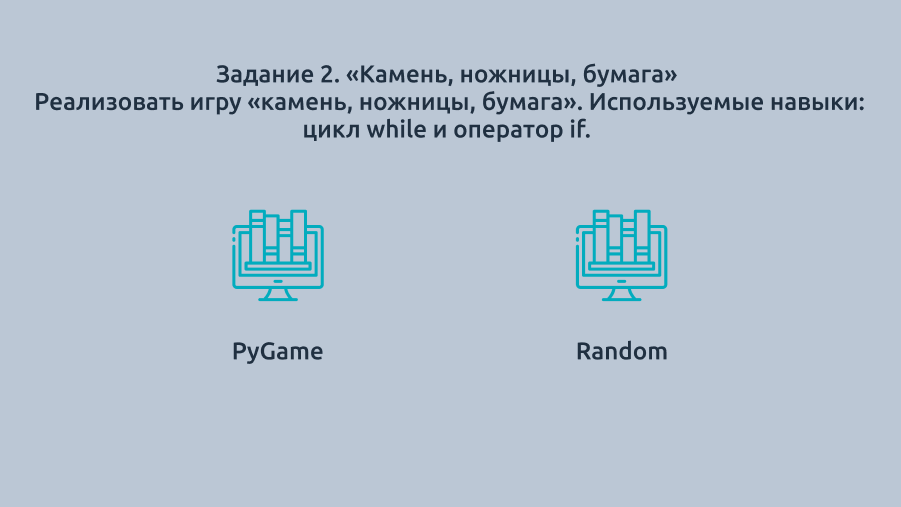 Задание 2. «Камень, ножницы, бумага»
Реализовать игру «камень, ножницы, бумага». Используемые навыки:
цикл while и оператор if.
PyGame
Random